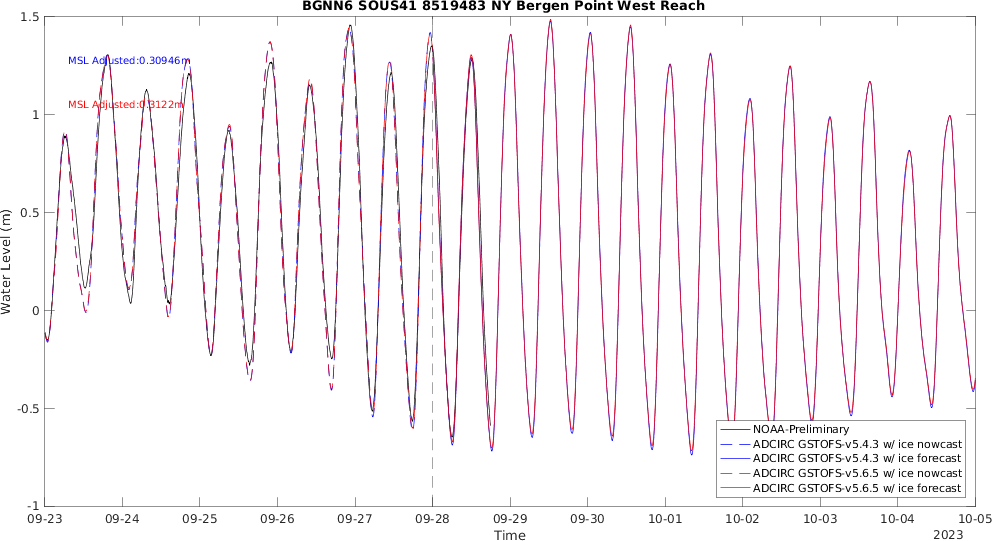 BGNN6 SOUS41 8519483 NY Bergen Point West Reach
1.5
1
0.5
0
-0.5
-1
Water Level (m)
MSL Adjusted:0.30946m
MSL Adjusted:0.3122m
NOAA-Preliminary
ADCIRC GSTOFS-v5.4.3 w/ ice nowcast
ADCIRC GSTOFS-v5.4.3 w/ ice forecast
ADCIRC GSTOFS-v5.6.5 w/ ice nowcast
ADCIRC GSTOFS-v5.6.5 w/ ice forecast
09-23 09-24 09-25 09-26 09-27 09-28 09-29 09-30 10-01 10-02 10-03 10-04 10-05
Time
2023